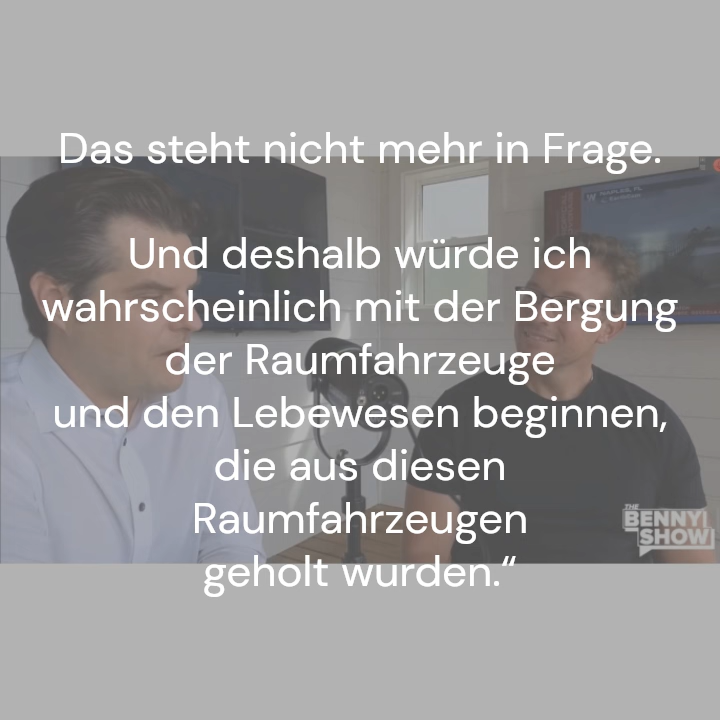 Das steht nicht mehr in Frage.
Und deshalb würde ich
wahrscheinlich mit der Bergung
der Raumfahrzeuge
und den Lebewesen beginnen,
die aus diesen
Raumfahrzeugen
geholt wurden.“
THE
BENNY
SHOW